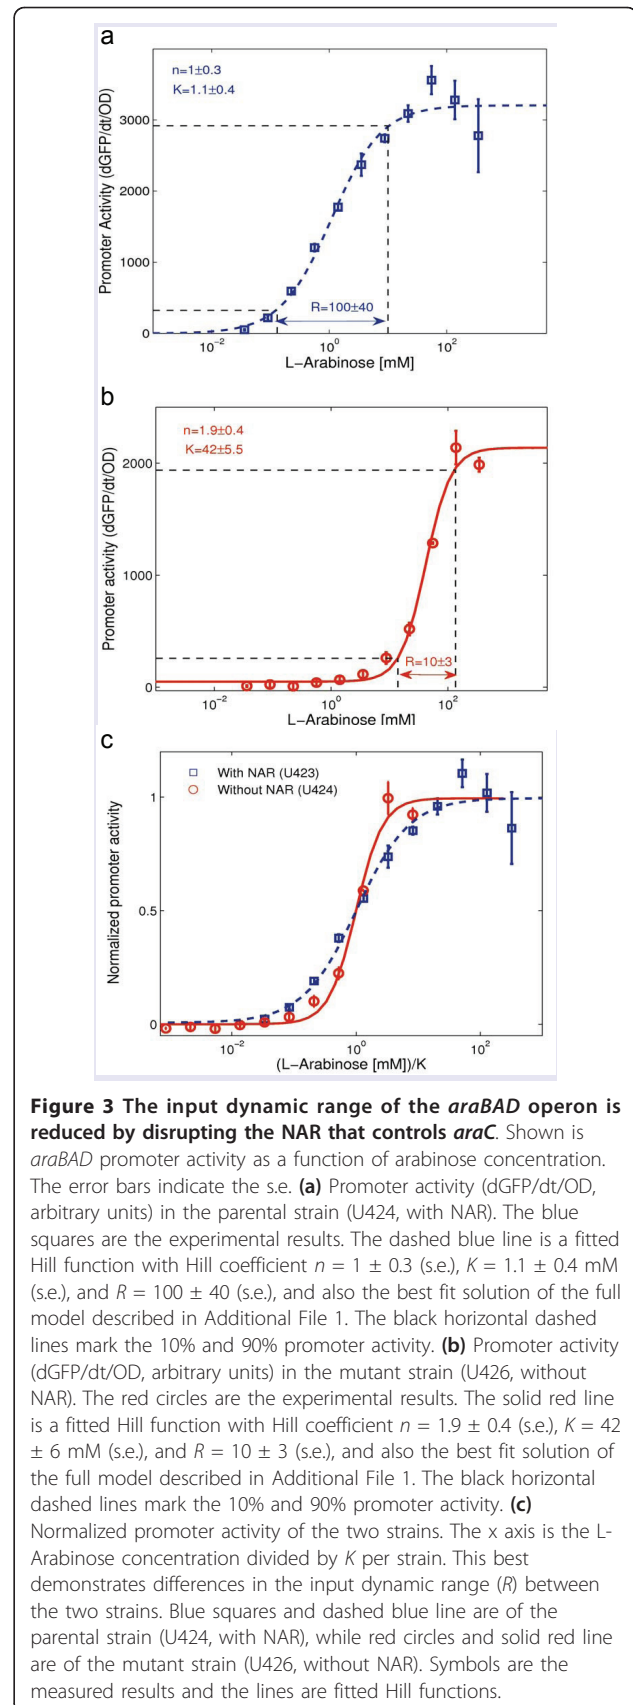 a
n=1±0.3
K=1.1±0.4
Promoter Activity (dGFP/dt/OD)
3000
2000
1000
0
R=100±40
10⁻² 10⁰ 10²
L−Arabinose [mM]
b
n=1.9±0.4
K=42±5.5
Promoter activity (dGFP/dt/OD)
2000
1000
0
R=10±3
10⁻² 10⁰ 10²
L−Arabinose [mM]
c
With NAR (U423)
Without NAR (U424)
Normalized promoter activity
1
0.5
0
10⁻² 10⁰ 10²
(L−Arabinose [mM])/K
Figure 3 The input dynamic range of the araBAD operon is
reduced by disrupting the NAR that controls araC. Shown is
araBAD promoter activity as a function of arabinose concentration.
The error bars indicate the s.e. (a) Promoter activity (dGFP/dt/OD,
arbitrary units) in the parental strain (U424, with NAR). The blue
squares are the experimental results. The dashed blue line is a fitted
Hill function with Hill coefficient n = 1 ± 0.3 (s.e.), K = 1.1 ± 0.4 mM
(s.e.), and R = 100 ± 40 (s.e.), and also the best fit solution of the full
model described in Additional File 1. The black horizontal dashed
lines mark the 10% and 90% promoter activity. (b) Promoter activity
(dGFP/dt/OD, arbitrary units) in the mutant strain (U426, without
NAR). The red circles are the experimental results. The solid red line
is a fitted Hill function with Hill coefficient n = 1.9 ± 0.4 (s.e.), K = 42
± 6 mM (s.e.), and R = 10 ± 3 (s.e.), and also the best fit solution of
the full model described in Additional File 1. The black horizontal
dashed lines mark the 10% and 90% promoter activity. (c)
Normalized promoter activity of the two strains. The x axis is the L-
Arabinose concentration divided by K per strain. This best
demonstrates differences in the input dynamic range (R) between
the two strains. Blue squares and dashed blue line are of the
parental strain (U424, with NAR), while red circles and solid red line
are of the mutant strain (U426, without NAR). Symbols are the
measured results and the lines are fitted Hill functions.